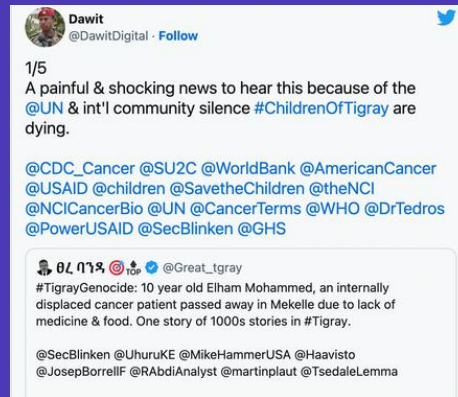 Dawit
@DawitDigital · Follow
1/5
A painful & shocking news to hear this because of the
@UN & int'l community silence #ChildrenOfTigray are
dying.
@CDC_Cancer @SU2C @WorldBank @AmericanCancer
@USAID @children @SavetheChildren @theNCI
@NCICancerBio @UN @CancerTerms @WHO @DrTedros
@PowerUSAID @SecBlinken @GHS
TOP @Great_tgray
#TigrayGenocide: 10 year old Elham Mohammed, an internally
displaced cancer patient passed away in Mekelle due to lack of
medicine & food. One story of 1000s stories in #Tigray.
@SecBlinken @UhuruKE @MikeHammerUSA @Haavisto
@JosepBorrellF @RAbdiAnalyst @martinplaut @TsedaleLemma